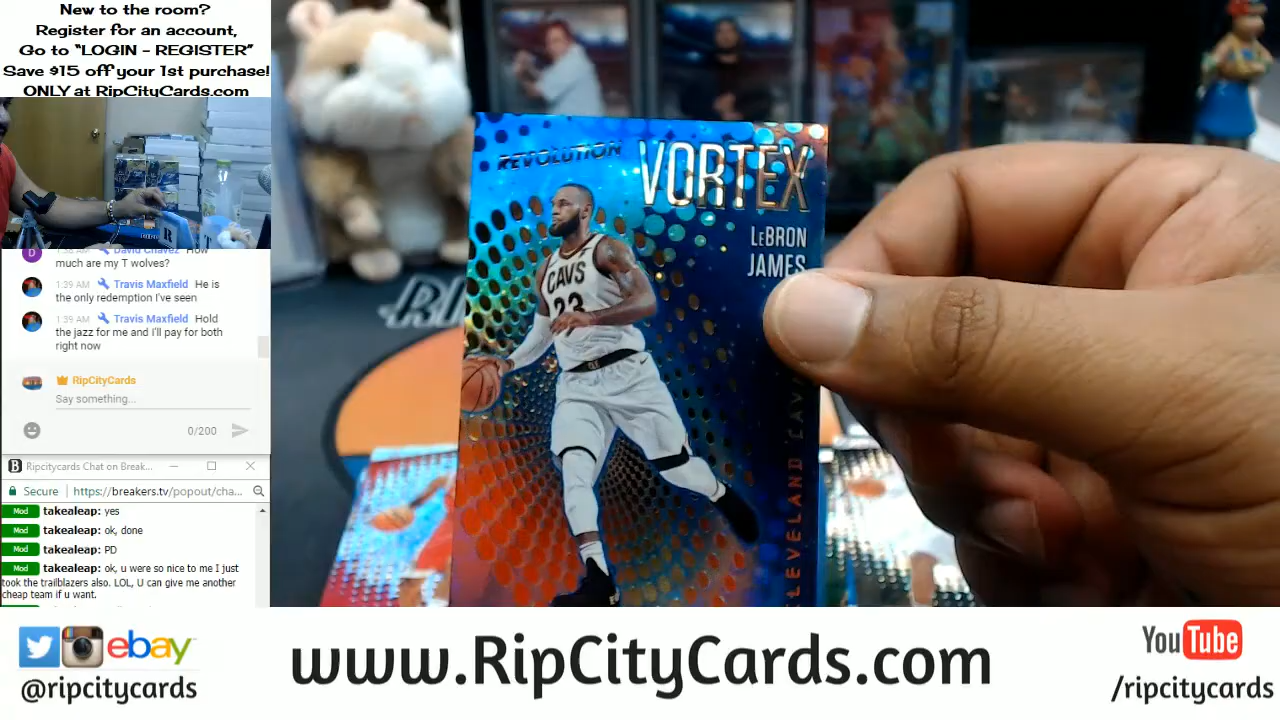 New to the room?
Register for an account,
Go to “LOGIN - REGISTER”
Save $15 off your 1st purchase!
ONLY at RipCityCards.com
David Chavez How
much are my T wolves?
1:39 AM Travis Maxfield He is
the only redemption I've seen
1:39 AM Travis Maxfield Hold
the jazz for me and I'll pay for both
right now
RipCityCards
Say something...
0/200
Ripcitycards Chat on Break...
Secure https://breakers.tv/popout/cha...
Mod takealeap: yes
Mod takealeap: ok, done
Mod takealeap: PD
Mod takealeap: ok, u were so nice to me I just
took the trailblazers also. LOL, U can give me another
cheap team if u want.
REVOLUTION
VORTEX
LeBRON
JAMES
CAVS
23
CLEVELAND CAV
ebay
@ripcitycards
www.RipCityCards.com
YouTube
/ripcitycards